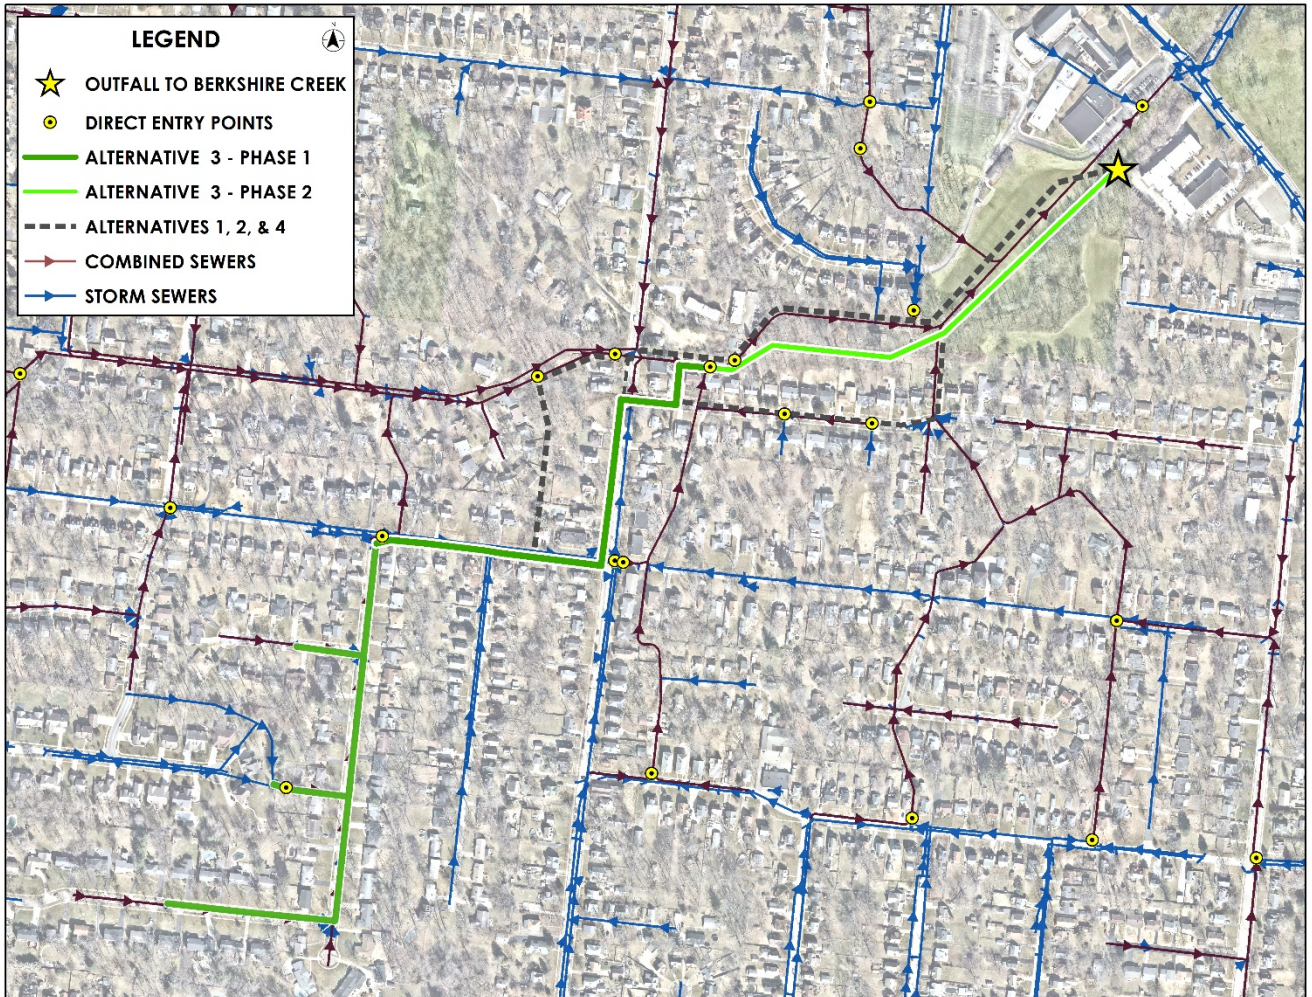 LEGEND
OUTFALL TO BERKSHIRE CREEK
DIRECT ENTRY POINTS
ALTERNATIVE 3 - PHASE 1
ALTERNATIVE 3 - PHASE 2
ALTERNATIVES 1, 2, & 4
COMBINED SEWERS
STORM SEWERS